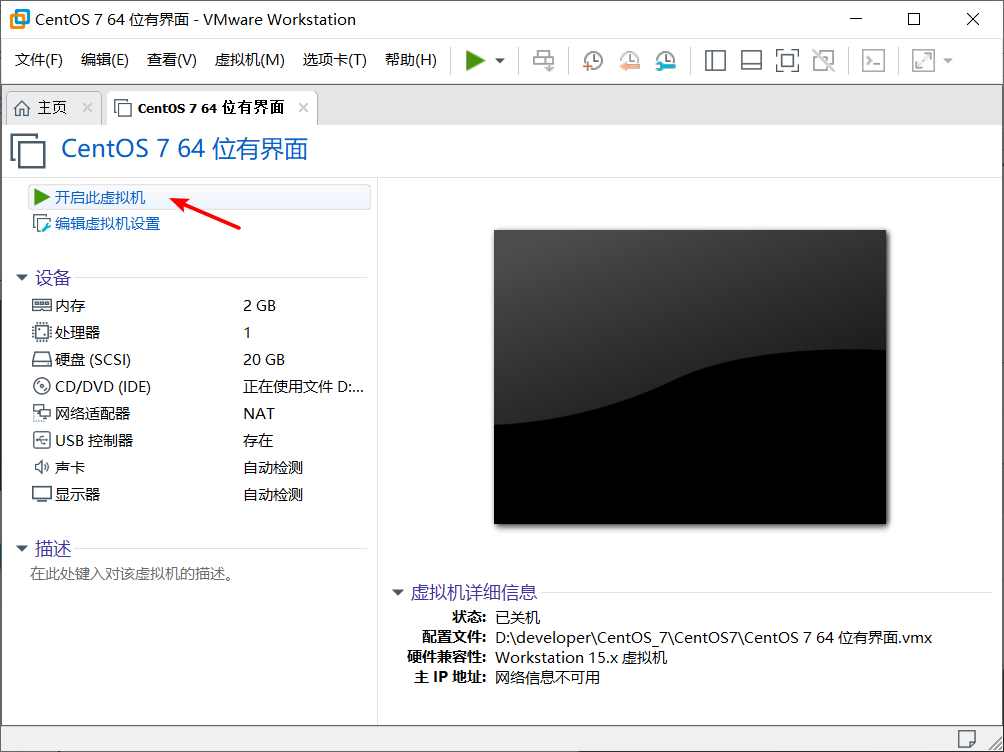 CentOS 7 64 位有界面 - VMware Workstation
文件(F) 编辑(E) 查看(V) 虚拟机(M) 选项卡(T) 帮助(H)
主页 CentOS 7 64 位有界面
CentOS 7 64 位有界面
开启此虚拟机
编辑虚拟机设置
设备
内存 2 GB
处理器 1
硬盘 (SCSI) 20 GB
CD/DVD (IDE) 正在使用文件 D:...
网络适配器 NAT
USB 控制器 存在
声卡 自动检测
显示器 自动检测
描述
在此处键入对该虚拟机的描述。
虚拟机详细信息
状态: 已关机
配置文件: D:\developer\CentOS_7\CentOS7\CentOS 7 64 位有界面.vmx
硬件兼容性: Workstation 15.x 虚拟机
主 IP 地址: 网络信息不可用